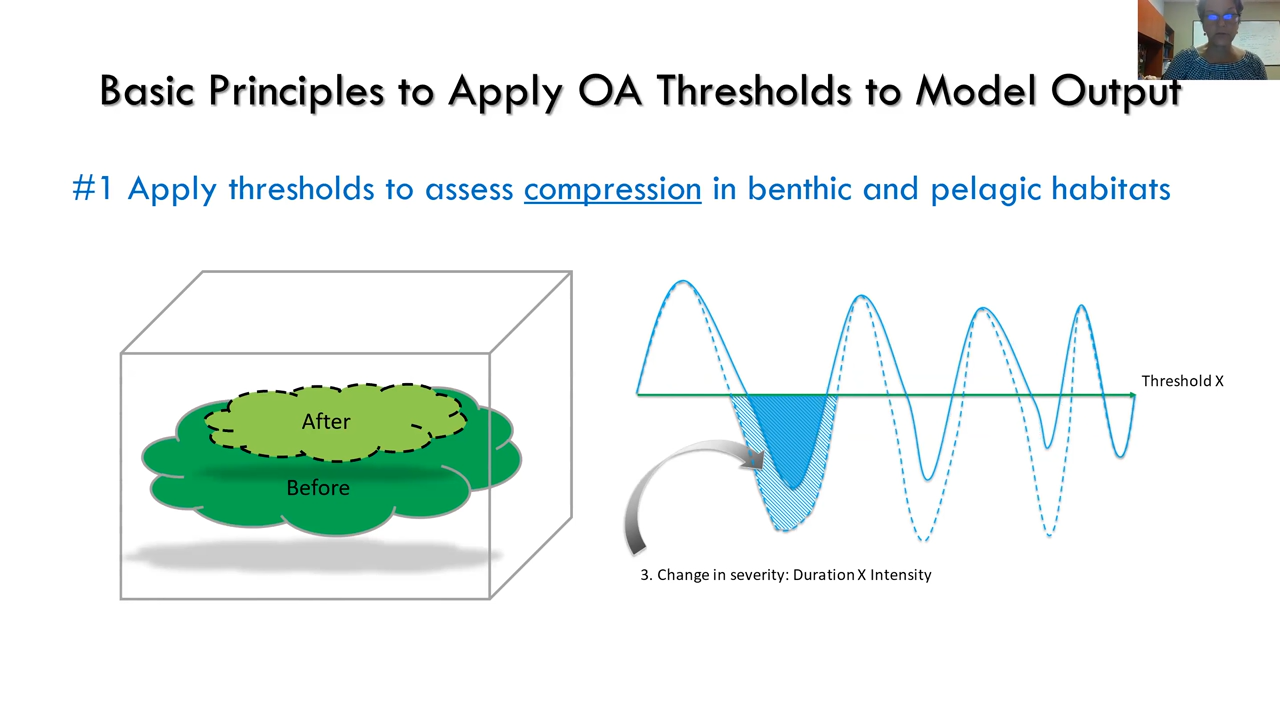 Basic Principles to Apply OA Thresholds to Model Output
#1 Apply thresholds to assess compression in benthic and pelagic habitats
After
Before
Threshold X
3. Change in severity: Duration X Intensity